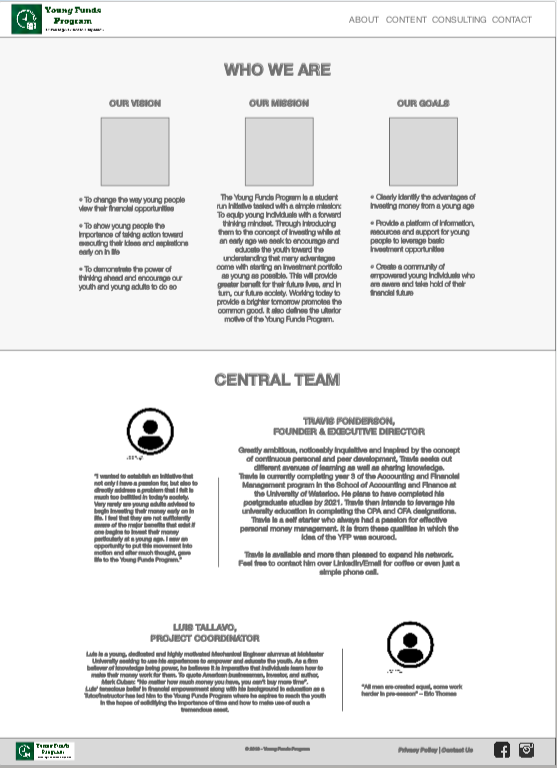 Young Funds
Program
ABOUT CONTENT CONSULTING CONTACT
WHO WE ARE
OUR VISION
• To change the way young people
view their financial opportunities
• To show young people the
importance of taking action toward
executing their ideas and aspirations
early on in life
• To demonstrate the power of
thinking ahead and encourage our
youth and young adults to do so
OUR MISSION
The Young Funds Program is a student
run initiative tasked with a simple mission:
To equip young individuals with a forward
thinking mindset. Through introducing
them to the concept of investing while at
an early age we seek to encourage and
educate the youth toward the
understanding that many advantages
come with starting an investment portfolio
as young as possible. This will provide
greater benefit for their future lives, and in
turn, our future society. Working today to
provide a brighter tomorrow promotes the
common good. It also defines the ulterior
motive of the Young Funds Program.
OUR GOALS
• Clearly identify the advantages of
investing money from a young age
• Provide a platform of information,
resources and support for young
people to leverage basic
investment opportunities
• Create a community of
empowered young individuals who
are aware and take hold of their
financial future
CENTRAL TEAM
"I wanted to establish an initiative that
not only I have a passion for, but also to
directly address a problem that I felt is
much too belittled in today's society.
Very rarely are young adults advised to
begin investing their money early on in
life. I feel that they are not sufficiently
aware of the major benefits that exist if
one begins to invest their money
particularly at a young age. I saw an
opportunity to put this movement into
motion and after much thought, gave
life to the Young Funds Program."
TRAVIS FONDERSON,
FOUNDER & EXECUTIVE DIRECTOR
Greatly ambitious, noticeably inquisitive and inspired by the concept
of continuous personal and peer development, Travis seeks out
different avenues of learning as well as sharing knowledge.
Travis is currently completing year 3 of the Accounting and Financial
Management program in the School of Accounting and Finance at
the University of Waterloo. He plans to have completed his
postgraduate studies by 2021. Travis then intends to leverage his
university education in completing the CPA and CFA designations.
Travis is a self starter who always had a passion for effective
personal money management. It is from these qualities in which the
idea of the YFP was sourced.
Travis is available and more than pleased to expand his network.
Feel free to contact him over LinkedIn/Email for coffee or even just a
simple phone call.
LUIS TALLAVO,
PROJECT COORDINATOR
Luis is a young, dedicated and highly motivated Mechanical Engineer alumnus at McMaster
University seeking to use his experiences to empower and educate the youth. As a firm
believer of knowledge being power, he believes it is imperative that individuals learn how to
make their money work for them. To quote American businessman, investor, and author,
Mark Cuban: "No matter how much money you have, you can't buy more time".
Luis' tenacious belief in financial empowerment along with his background in education as a
Tutor/Instructor has led him to the Young Funds Program where he aspires to reach the youth
in the hopes of solidifying the importance of time and how to make use of such a
tremendous asset.
"All men are created equal, some work
harder in pre-season" – Eric Thomas
Young Funds
Program
Young Funds Program
Privacy Policy | Contact Us